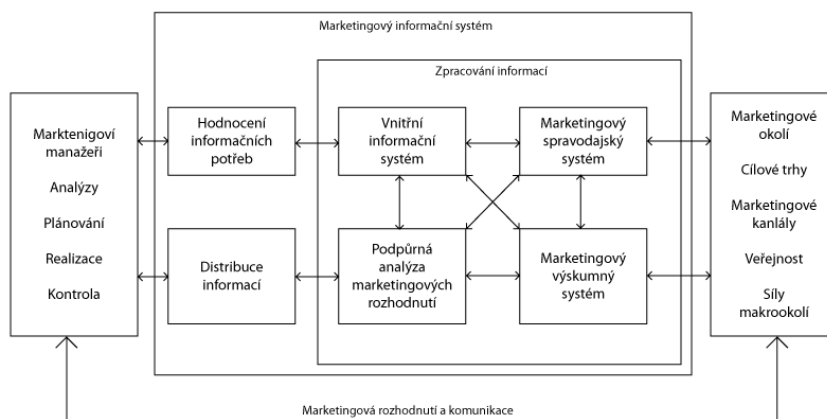 Marketingový informační systém
Zpracování informací
Marktenigoví
manažeři
Analýzy
Plánování
Realizace
Kontrola
Hodnocení
informačních
potřeb
Vnitřní
informační
systém
Marketingový
spravodajský
systém
Distribuce
informací
Podpůrná
analýza
marketingových
rozhodnutí
Marketingový
výskumný
systém
Marketingové
okolí
Cílové trhy
Marketingové
kanlály
Veřejnost
Síly
makrookolí
Marketingová rozhodnutí a komunikace